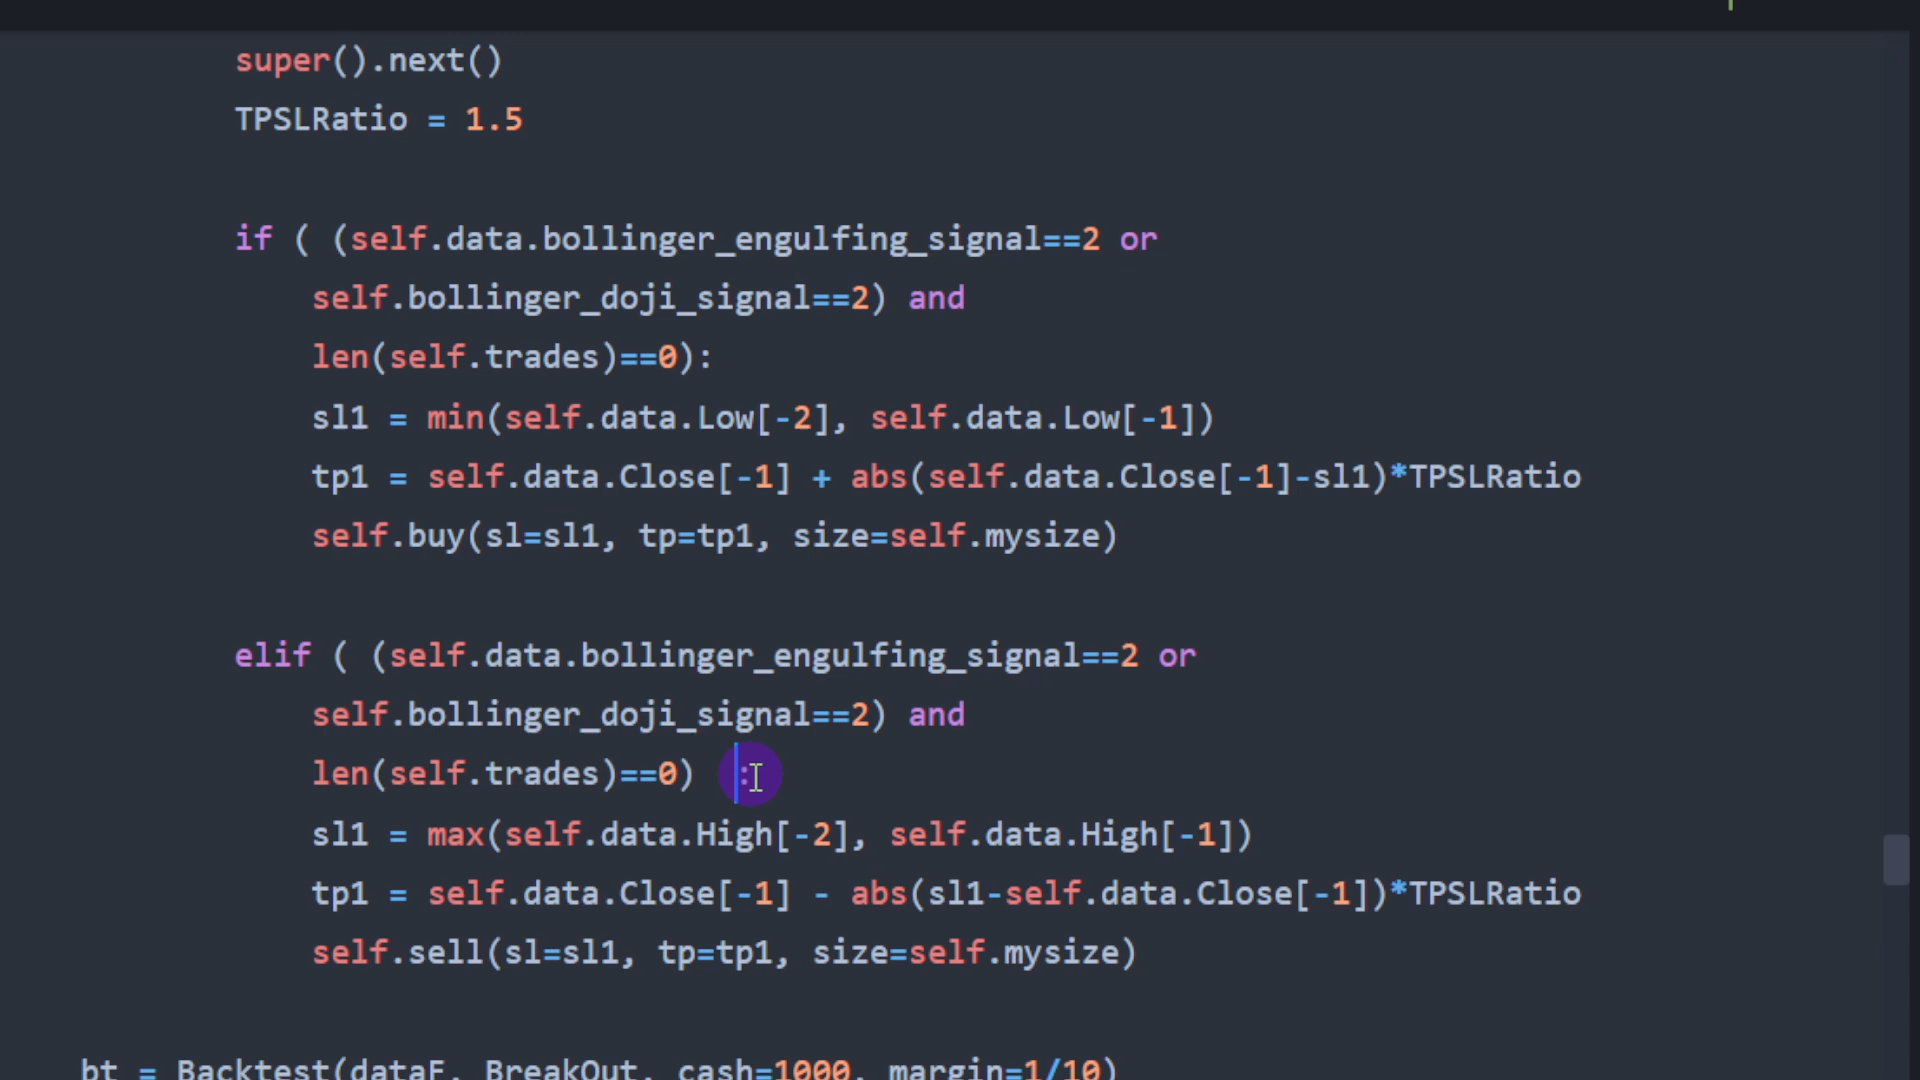 super().next()
TPSLRatio = 1.5
if ( (self.data.bollinger_engulfing_signal==2 or
self.bollinger_doji_signal==2) and
len(self.trades)==0):
sl1 = min(self.data.Low[-2], self.data.Low[-1])
tp1 = self.data.Close[-1] + abs(self.data.Close[-1]-sl1)*TPSLRatio
self.buy(sl=sl1, tp=tp1, size=self.mysize)
elif ( (self.data.bollinger_engulfing_signal==2 or
self.bollinger_doji_signal==2) and
len(self.trades)==0) :
sl1 = max(self.data.High[-2], self.data.High[-1])
tp1 = self.data.Close[-1] - abs(sl1-self.data.Close[-1])*TPSLRatio
self.sell(sl=sl1, tp=tp1, size=self.mysize)
bt = Backtest(dataF, BreakOut, cash=1000, margin=1/10)